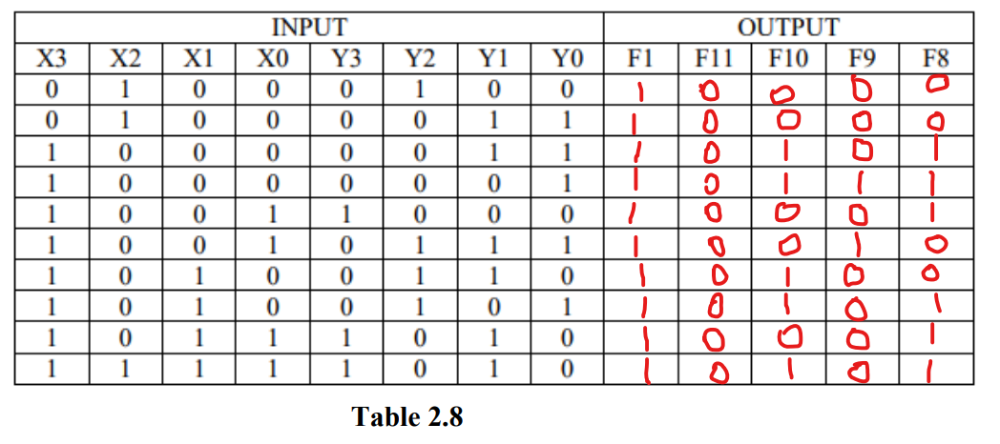 INPUT OUTPUT
X3 X2 X1 X0 Y3 Y2 Y1 Y0 F1 F11 F10 F9 F8
0 1 0 0 0 1 0 0 1 0 0 0 0
0 1 0 0 0 0 1 1 1 0 0 0 0
1 0 0 0 0 0 1 1 1 0 1 0 1
1 0 0 0 0 0 0 1 1 0 1 1 1
1 0 0 1 1 0 0 0 1 0 0 0 1
1 0 0 1 0 1 1 1 1 0 0 1 0
1 0 1 0 0 1 1 0 1 0 1 0 0
1 0 1 0 0 1 0 1 1 0 1 0 1
1 0 1 1 1 0 1 0 1 0 0 0 1
1 1 1 1 1 0 1 0 1 0 1 0 1
Table 2.8